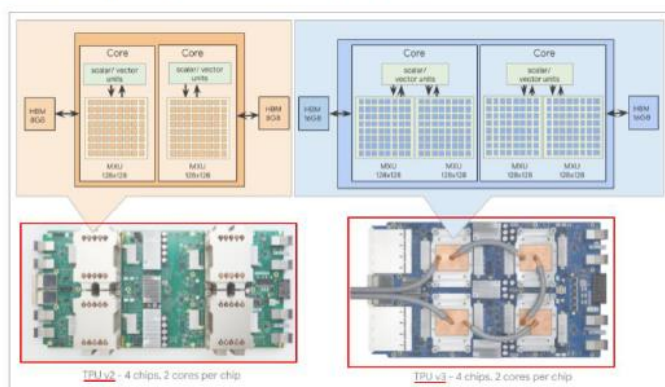 Core
Core
scalar/ vector
units
scalar/ vector
units
HBM
8GB
HBM
8GB
MXU
128x128
MXU
128x128
Core
Core
scalar/
vector units
scalar/
vector units
HBM
16GB
HBM
16GB
MXU
128x128
MXU
128x128
MXU
128x128
MXU
128x128
TPU v2 - 4 chips, 2 cores per chip
TPU v3 - 4 chips, 2 cores per chip